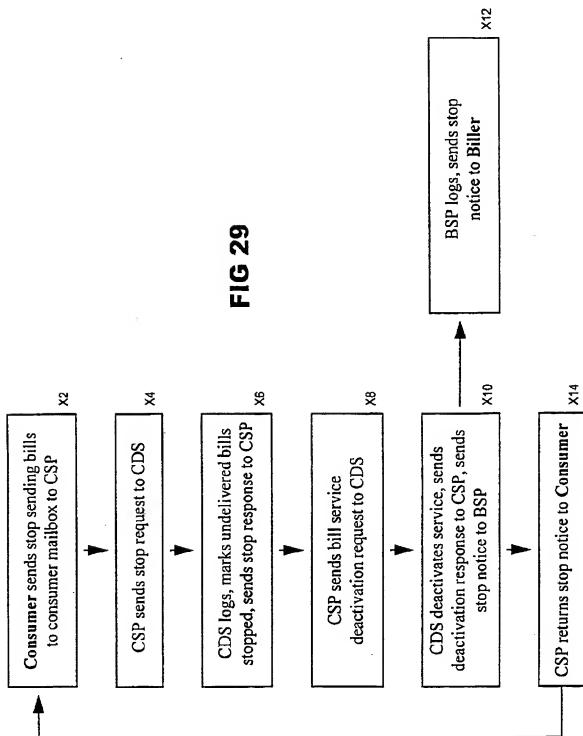 Consumer sends stop sending bills
to consumer mailbox to CSP
X2
CSP sends stop request to CDS
X4
CDS logs, marks undelivered bills
stopped, sends stop response to CSP
X6
FIG 29
CSP sends bill service
deactivation request to CDS
X8
CDS deactivates service, sends
deactivation response to CSP, sends
stop notice to BSP
X10
BSP logs, sends stop
notice to Biller
X12
CSP returns stop notice to Consumer
X14